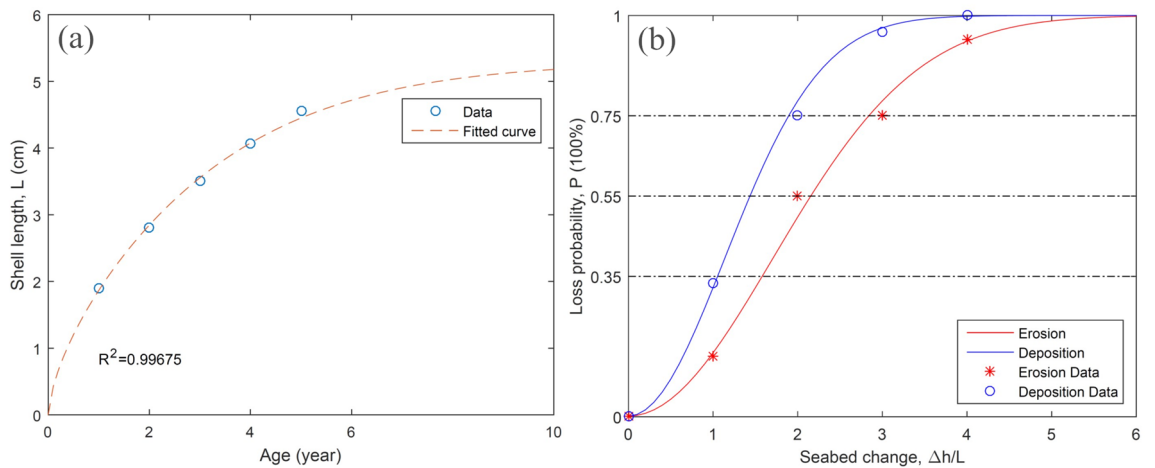 (a)
6
5
4
3
2
1
0
Shell length, L (cm)
Data
Fitted curve
R²=0.99675
0 2 4 6 10
Age (year)
(b)
1
0.75
0.55
0.35
0
Loss probability, P (100%)
Erosion
Deposition
Erosion Data
Deposition Data
0 1 2 3 4 5 6
Seabed change, Δh/L